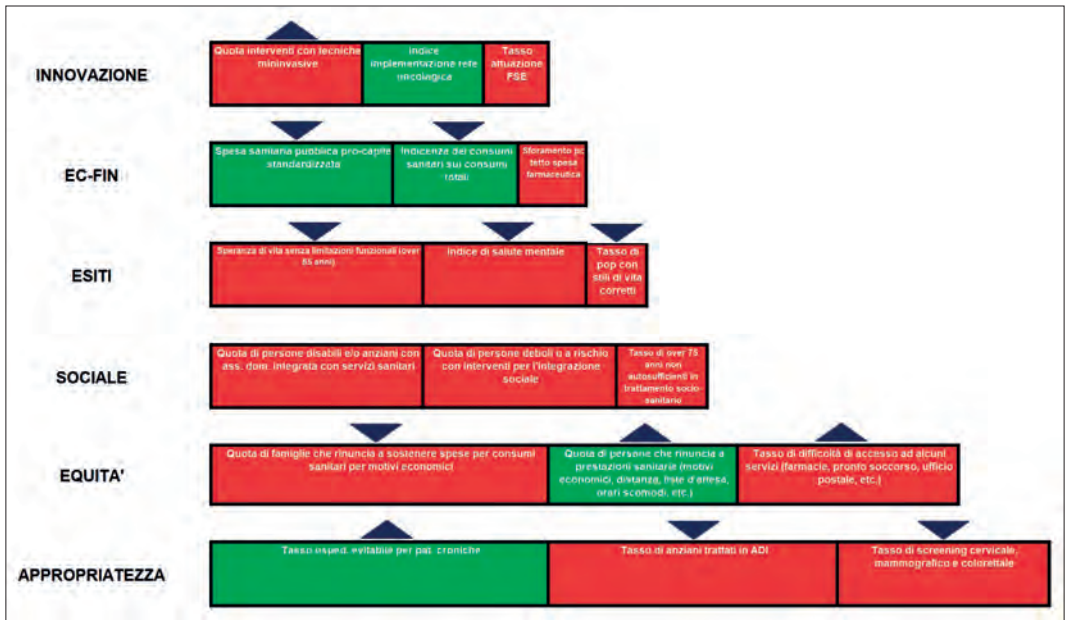 INNOVAZIONE
Quota interventi con tecniche
mininvasive
Indice
implementazione rete
oncologica
Tasso
attuazione
FSE
EC-FIN
Spesa sanitaria pubblica pro-capite
standardizzata
Indicenza dei consumi
sanitari sui consumi
totali
Sforamento pc
tetto spesa
farmaceutica
ESITI
Speranza di vita senza limitazioni funzionali (over
65 anni)
Indice di salute mentale
Tasso di
pop con
stili di vita
corretti
SOCIALE
Quota di persone disabili e/o anziani con
ass. dom. integrata con servizi sanitari
Quota di persone deboli o a rischio
con interventi per l'integrazione
sociale
Tasso di over 75
anni non
autosufficienti in
trattamento socio-
sanitario
EQUITA'
Quota di famiglie che rinuncia a sostenere spese per consumi
sanitari per motivi economici
Quota di persone che rinuncia a
prestazioni sanitarie (motivi
economici, distanza, liste d'attesa,
orari scomodi, etc.)
Tasso di difficoltà di accesso ad alcuni
servizi (farmacie, pronto soccorso, ufficio
postale, etc.)
APPROPRIATEZZA
Tasso osped. evitabile per pat. croniche
Tasso di anziani trattati in ADI
Tasso di screening cervicale,
mammografico e colorettale